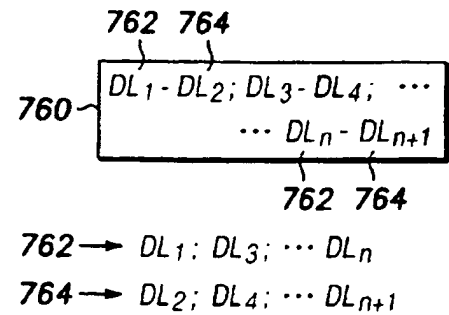 762 764
DL1 - DL2; DL3 - DL4; ...
760
... DLn - DLn+1
762 764
762 → DL1; DL3; ... DLn
764 → DL2; DL4; ... DLn+1